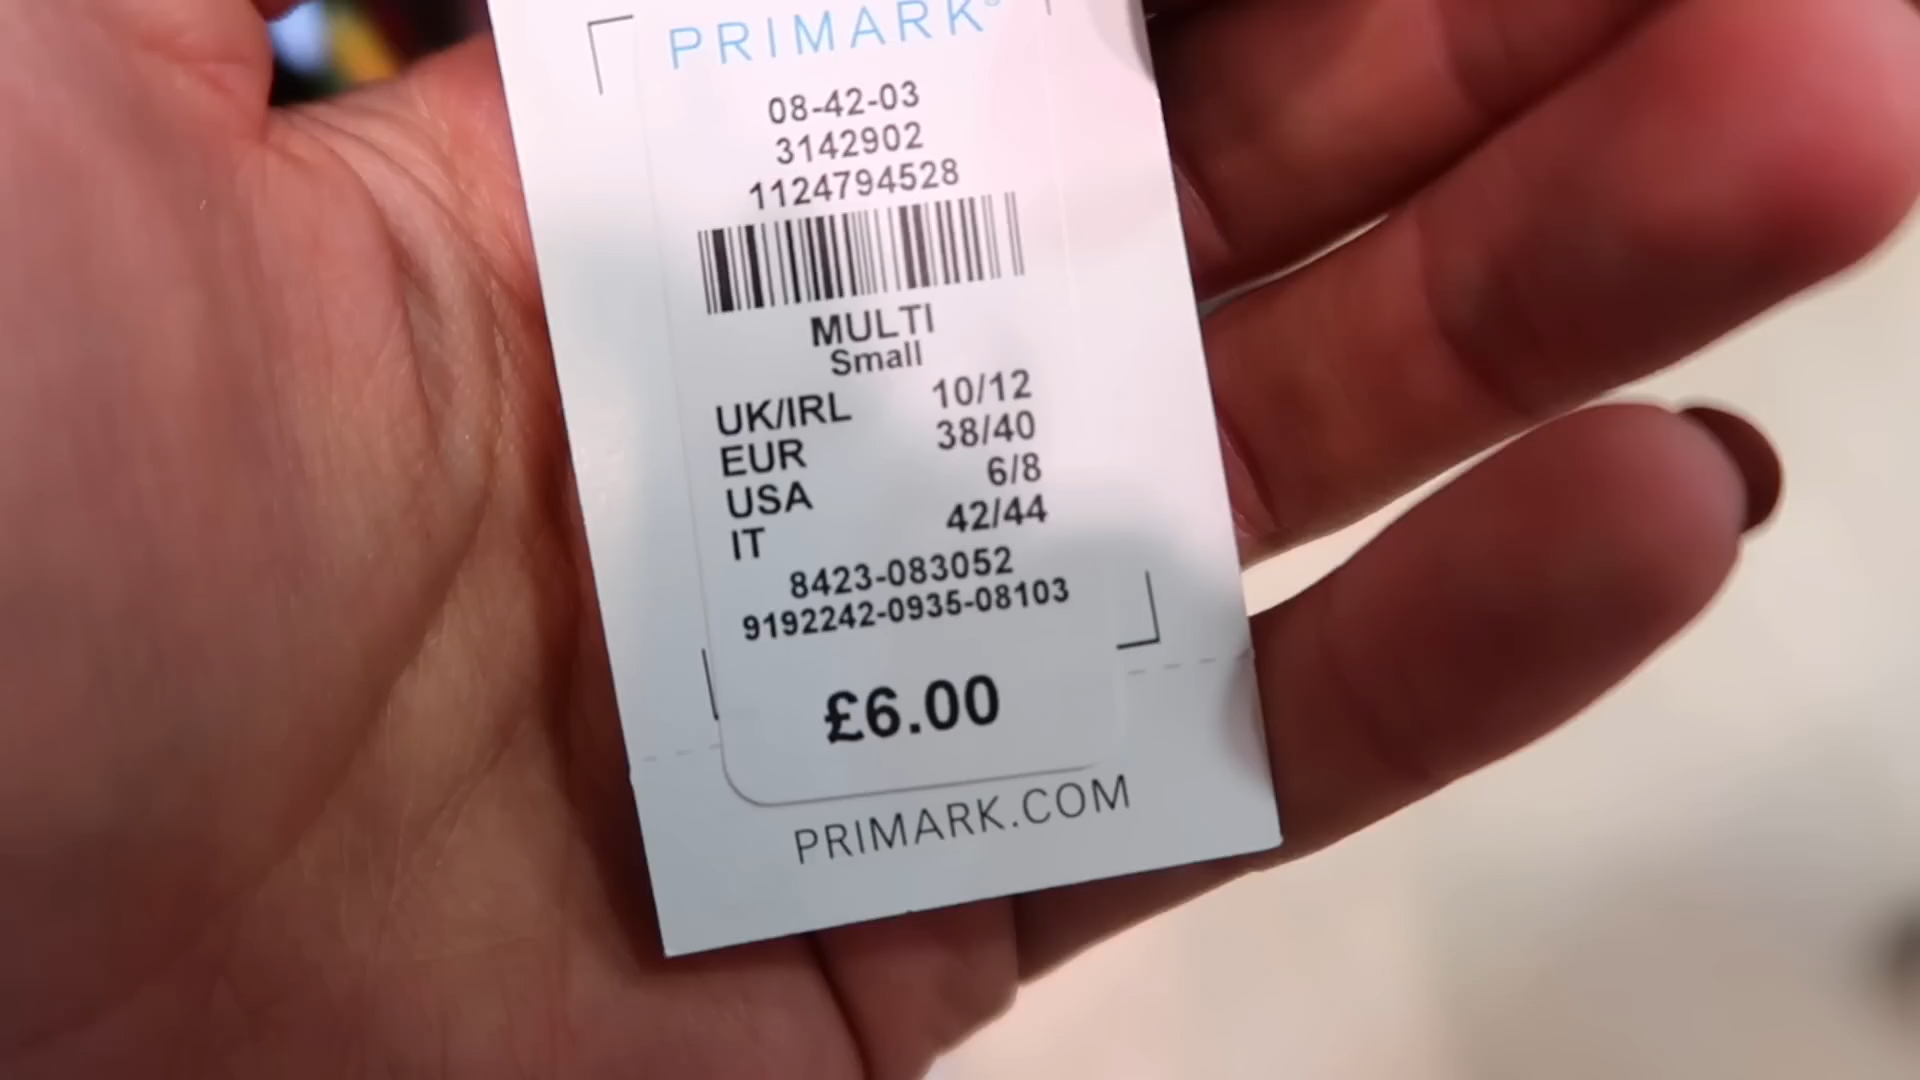 PRIMARK®
08-42-03
3142902
1124794528
MULTI
Small
UK/IRL 10/12
EUR 38/40
USA 6/8
IT 42/44
8423-083052
9192242-0935-08103
£6.00
PRIMARK.COM